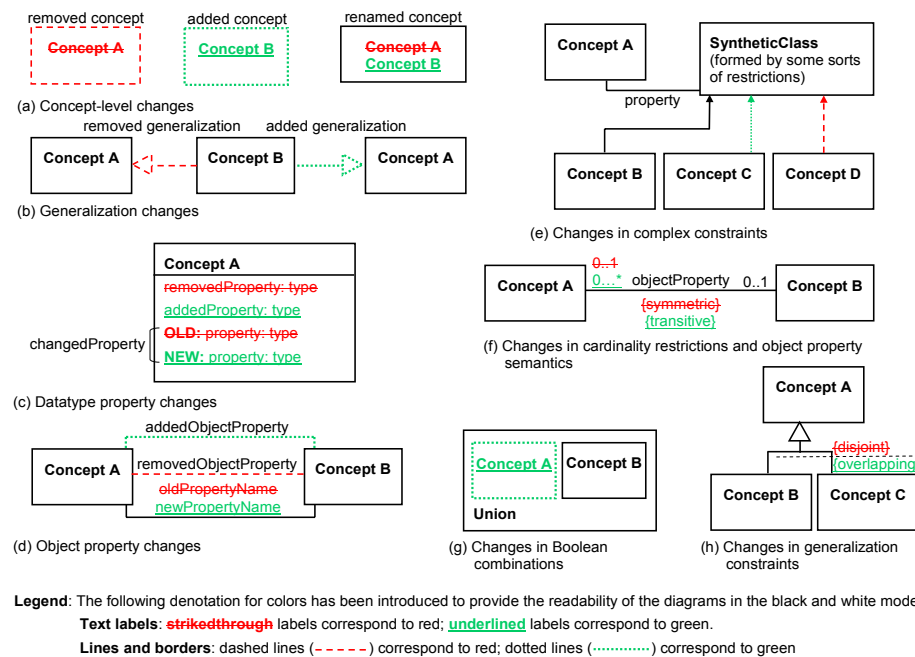 removed concept
Concept A
added concept
Concept B
renamed concept
Concept A
Concept B
(a) Concept-level changes
removed generalization
added generalization
Concept A
Concept B
Concept A
(b) Generalization changes
Concept A
removedProperty: type
addedProperty: type
OLD: property: type
NEW: property: type
changedProperty
(c) Datatype property changes
addedObjectProperty
Concept A
removedObjectProperty
Concept B
oldPropertyName
newPropertyName
(d) Object property changes
Concept A
SyntheticClass
(formed by some sorts
of restrictions)
property
Concept B
Concept C
Concept D
(e) Changes in complex constraints
Concept A
0..1
0...*
objectProperty
0..1
Concept B
{symmetric}
{transitive}
(f) Changes in cardinality restrictions and object property
semantics
Concept A
Concept B
Union
(g) Changes in Boolean
combinations
Concept A
{disjoint}
{overlapping
Concept B
Concept C
(h) Changes in generalization
constraints
Legend: The following denotation for colors has been introduced to provide the readability of the diagrams in the black and white mode
Text labels: strikedthrough labels correspond to red; underlined labels correspond to green.
Lines and borders: dashed lines (------) correspond to red; dotted lines (············) correspond to green